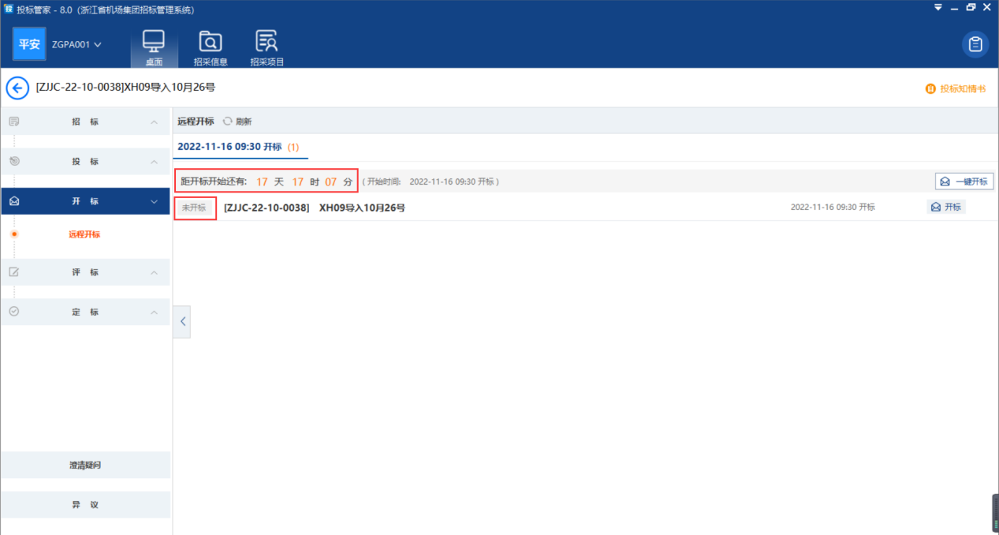 投标管家 - 8.0（浙江省机场集团招标管理系统）
平安 ZGPA001
桌面 招采信息 招采项目
[ZJJC-22-10-0038]XH09导入10月26号
投标知情书
招 标
投 标
开 标
远程开标
评 标
定 标
澄清疑问
异 议
远程开标 刷新
2022-11-16 09:30 开标 (1)
距开标开始还有: 17 天 17 时 07 分 ( 开始时间: 2022-11-16 09:30 开标 ) 一键开标
未开标 [ZJJC-22-10-0038] XH09导入10月26号 2022-11-16 09:30 开标 开标